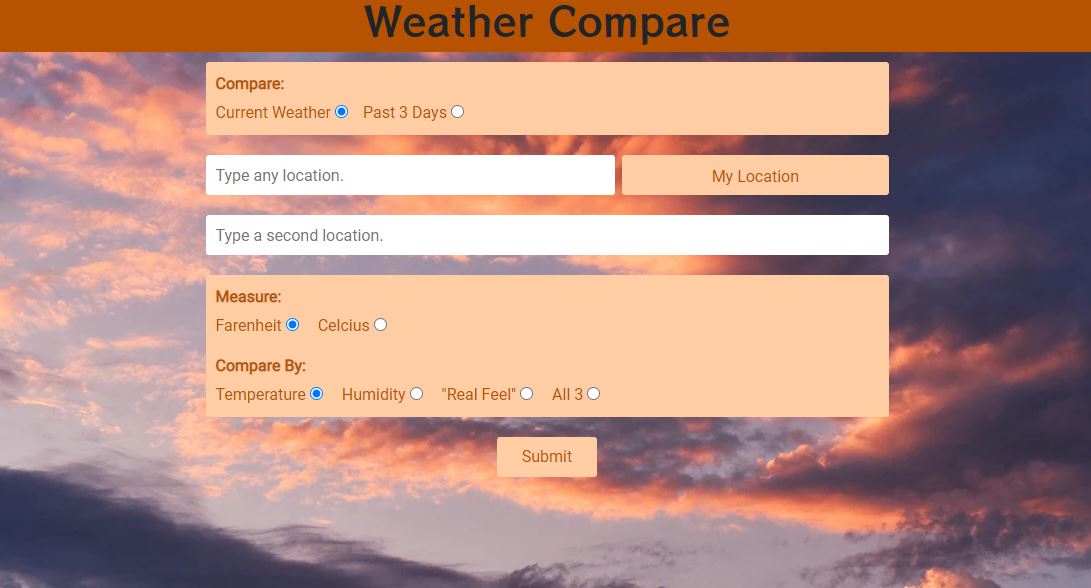 Weather Compare
Compare:
Current Weather Past 3 Days
Type any location. My Location
Type a second location.
Measure:
Farenheit Celcius
Compare By:
Temperature Humidity "Real Feel" All 3
Submit